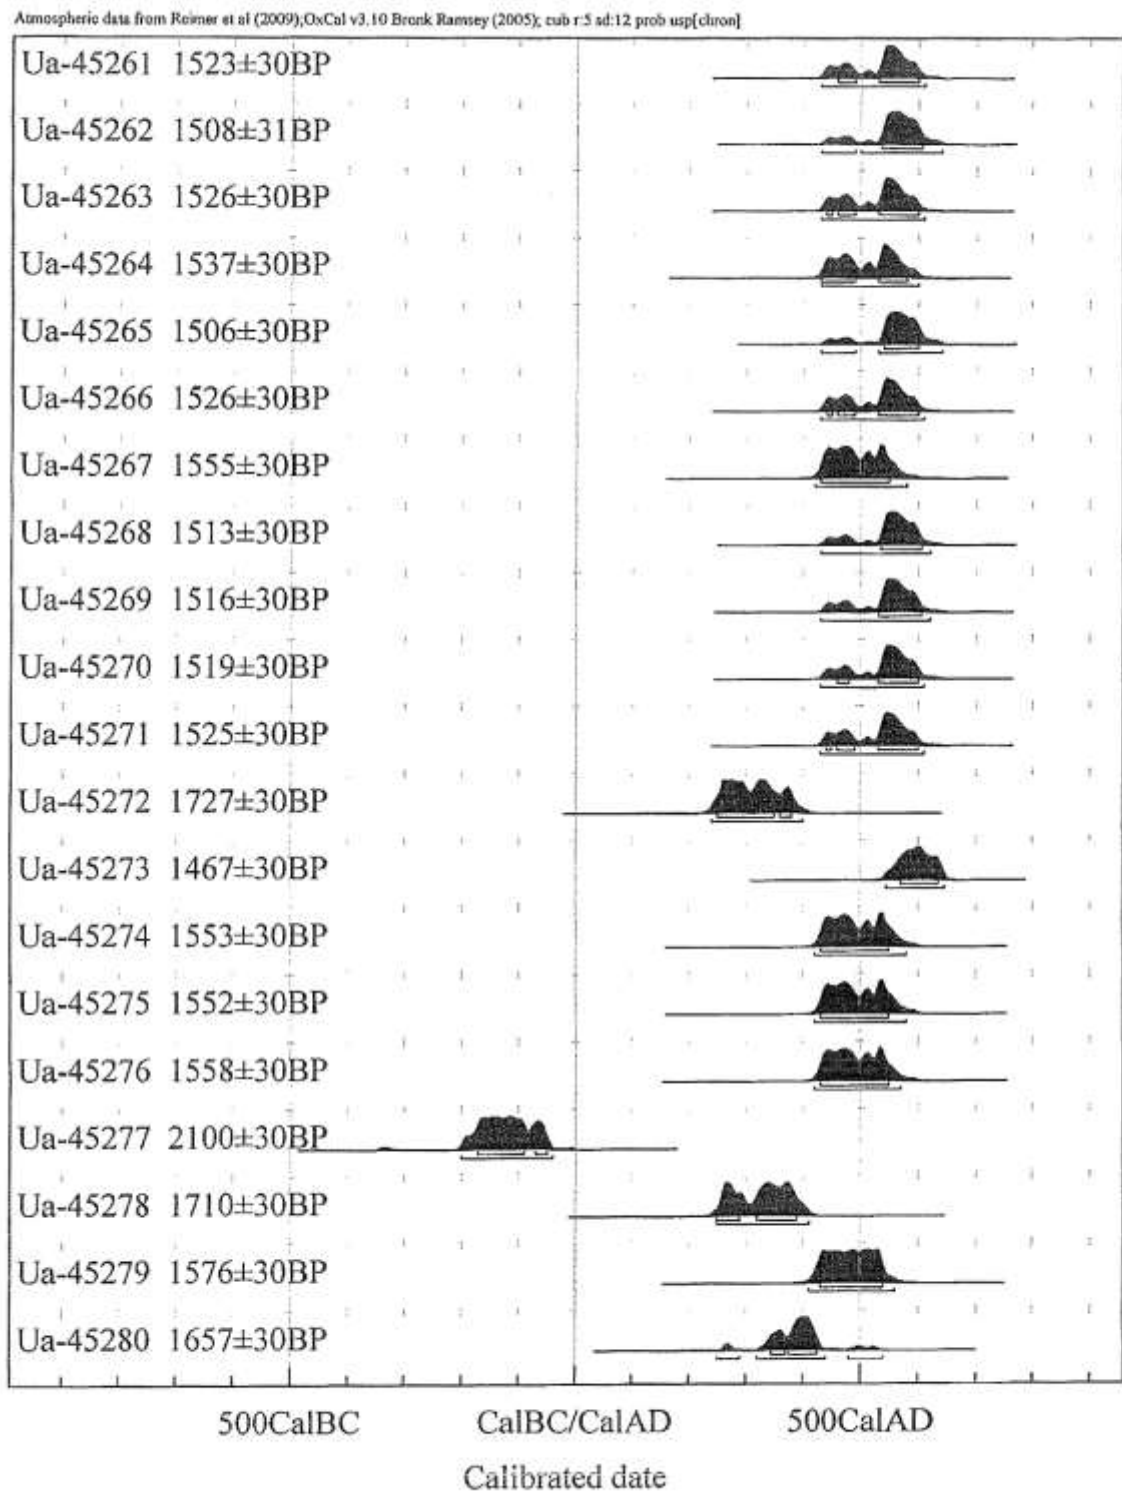 Atmospheric data from Reimer et al (2009);OxCal v3.10 Bronk Ramsey (2005); cub r:5 sd:12 prob usp[chron]
Ua-45261 1523±30BP
Ua-45262 1508±31BP
Ua-45263 1526±30BP
Ua-45264 1537±30BP
Ua-45265 1506±30BP
Ua-45266 1526±30BP
Ua-45267 1555±30BP
Ua-45268 1513±30BP
Ua-45269 1516±30BP
Ua-45270 1519±30BP
Ua-45271 1525±30BP
Ua-45272 1727±30BP
Ua-45273 1467±30BP
Ua-45274 1553±30BP
Ua-45275 1552±30BP
Ua-45276 1558±30BP
Ua-45277 2100±30BP
Ua-45278 1710±30BP
Ua-45279 1576±30BP
Ua-45280 1657±30BP
500CalBC CalBC/CalAD 500CalAD
Calibrated date